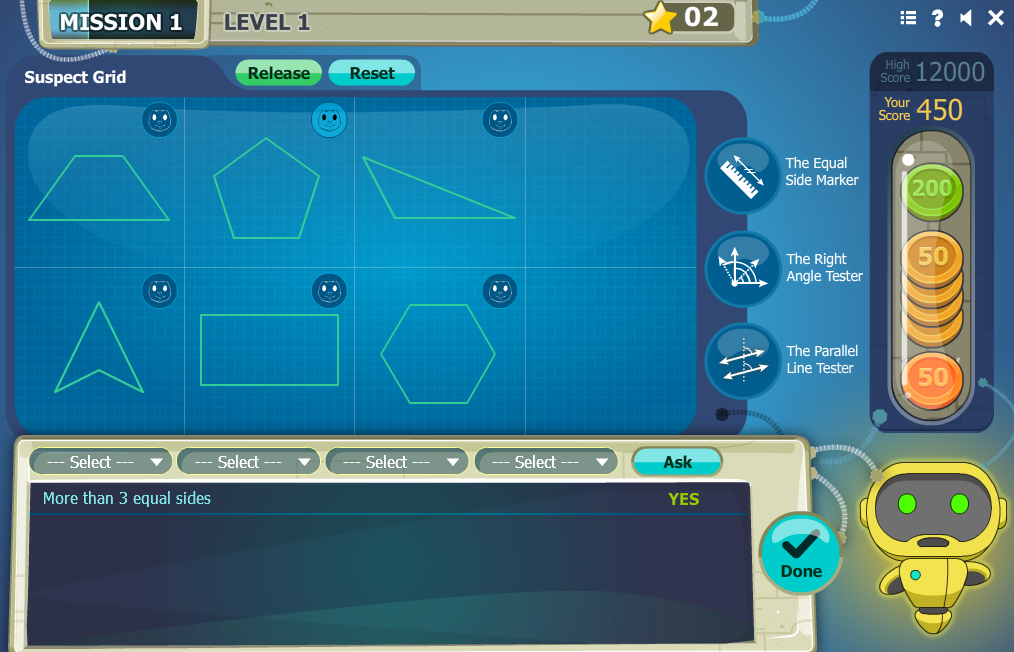 MISSION 1
LEVEL 1
02
Suspect Grid
Release
Reset
High
Score 12000
Your
Score 450
The Equal
Side Marker
200
The Right
Angle Tester
50
The Parallel
Line Tester
50
--- Select ---
--- Select ---
--- Select ---
--- Select ---
Ask
More than 3 equal sides YES
Done